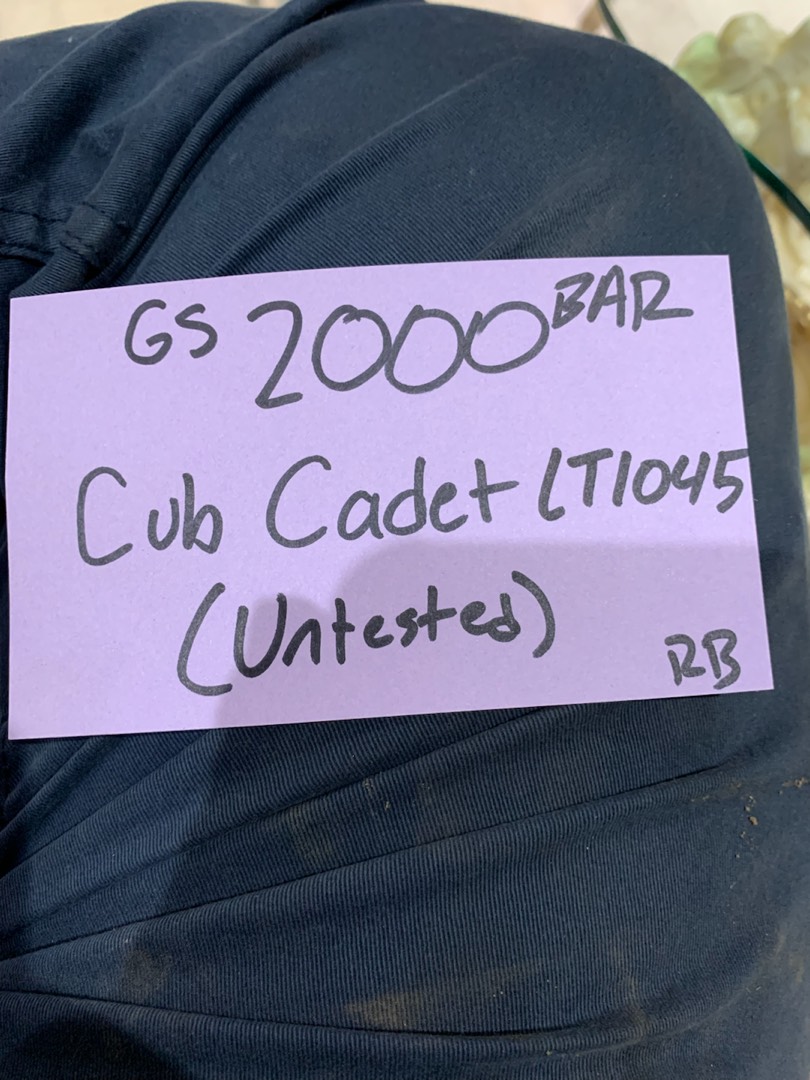 GS 2000 BAR
Cub Cadet LT1045
(Untested)
RB